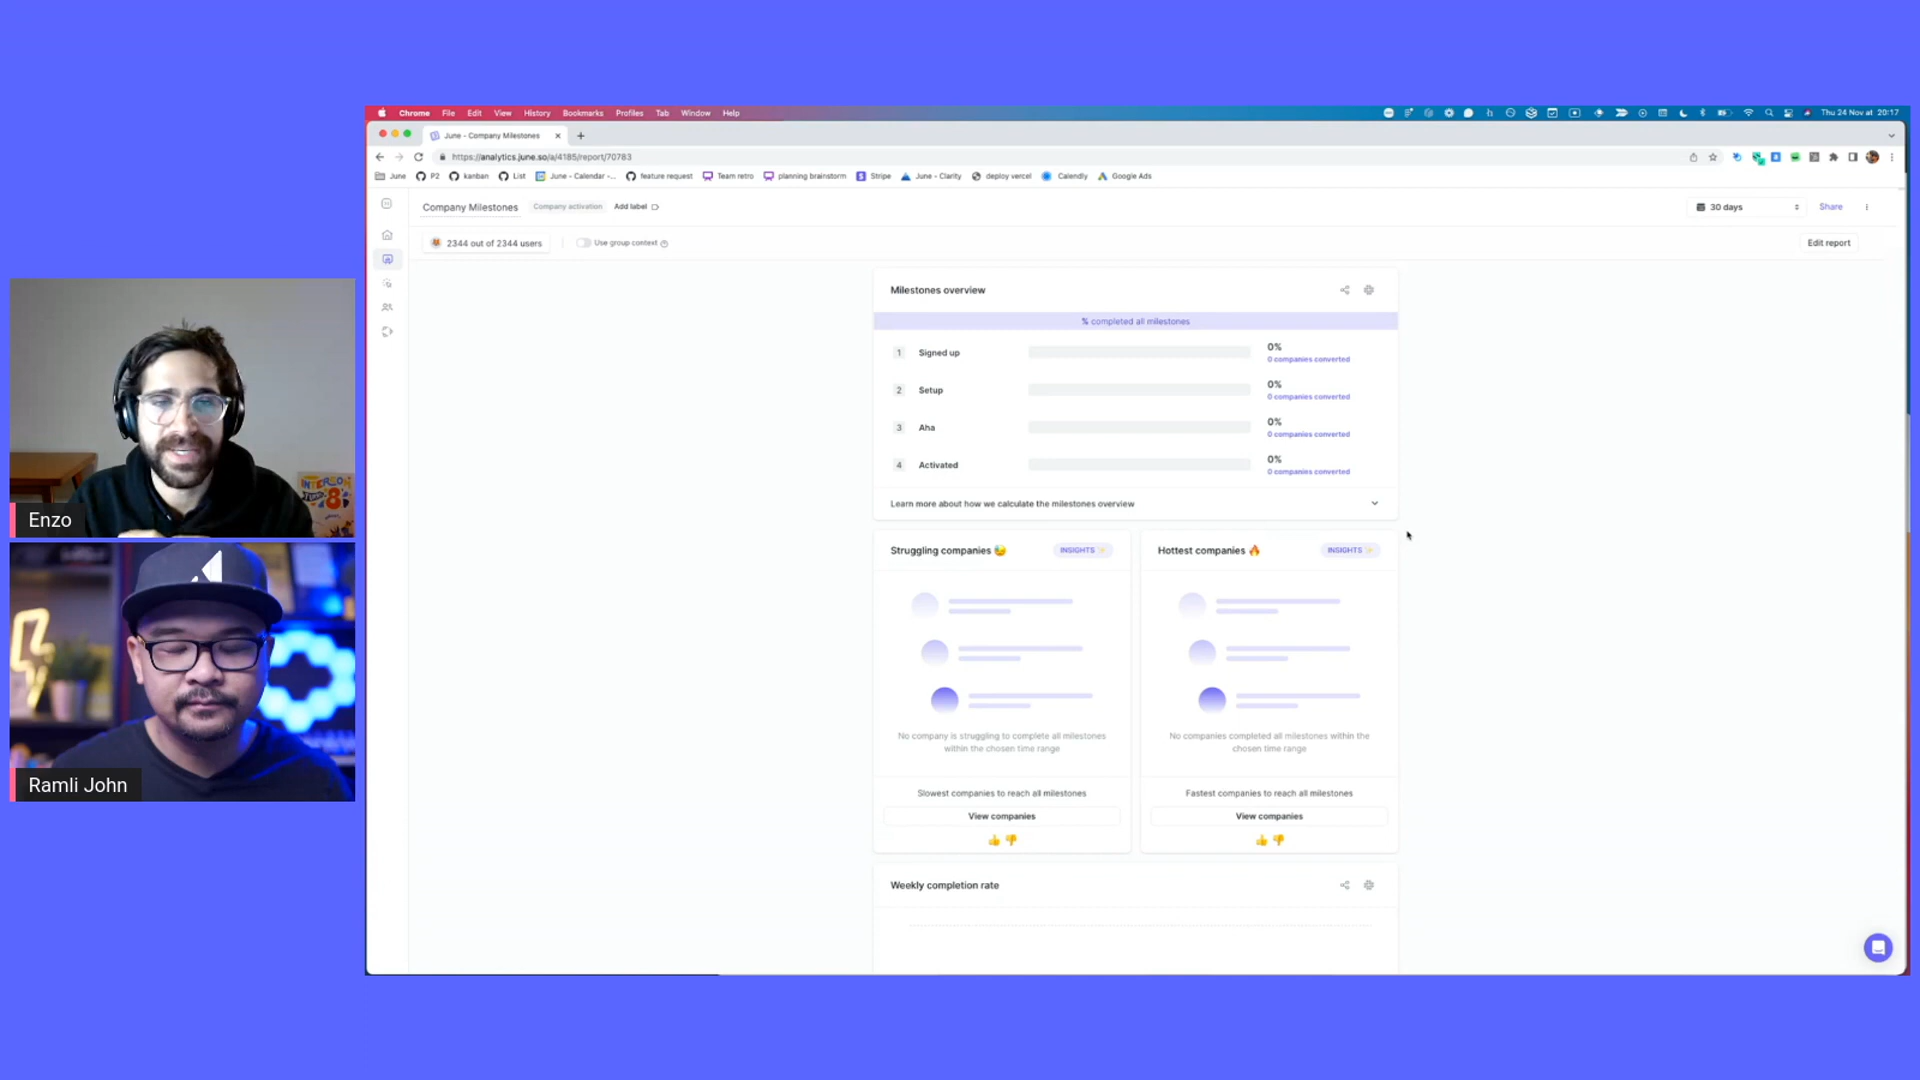 Chrome File Edit View History Bookmarks Profiles Tab Window Help
Thu 24 Nov at 20:17
June - Company Milestones
https://analytics.june.so/a/4185/report/70783
June P2 kanban List June - Calendar -... feature request Team retro planning brainstorm Stripe June - Clarity deploy vercel Calendly Google Ads
Company Milestones Company activation Add label 30 days Share
2344 out of 2344 users Use group context Edit report
Milestones overview
% completed all milestones
1 Signed up 0%
0 companies converted
2 Setup 0%
0 companies converted
3 Aha 0%
0 companies converted
4 Activated 0%
0 companies converted
Learn more about how we calculate the milestones overview
Struggling companies 😓 INSIGHTS
Hottest companies 🔥 INSIGHTS
No company is struggling to complete all milestones
within the chosen time range
No companies completed all milestones within the
chosen time range
Slowest companies to reach all milestones
Fastest companies to reach all milestones
View companies
View companies
👍 👎
👍 👎
Weekly completion rate
INTERCOM
8
Enzo
Ramli John